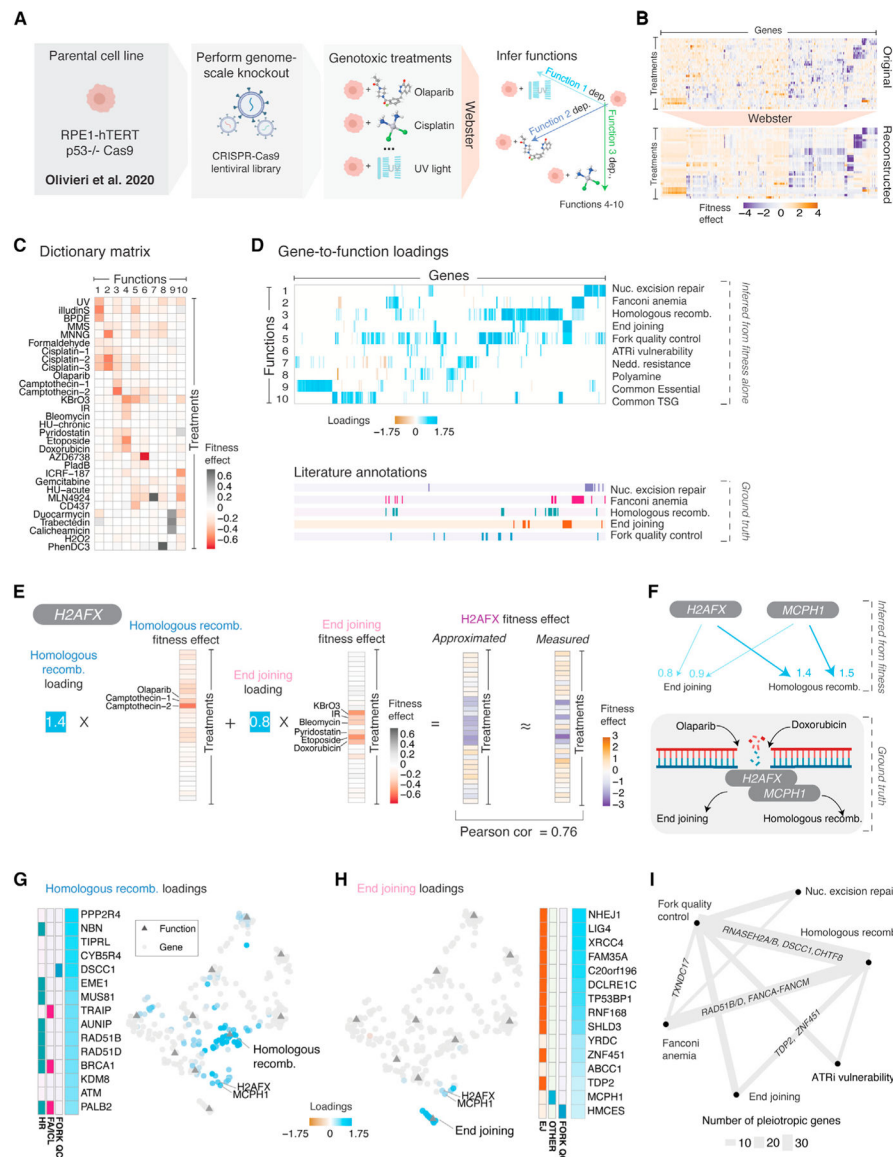 A
Parental cell line
RPE1-hTERT
p53-/- Cas9
Olivieri et al. 2020
Perform genome-
scale knockout
CRISPR-Cas9
lentiviral library
Genotoxic treatments
Olaparib
Cisplatin
...
UV light
Webster
Infer functions
Function 1 dep.
Function 2 dep.
Function 3 dep.
Functions 4-10
B
Genes
Treatments
Original
Webster
Treatments
Reconstructed
Fitness effect
-4 -2 0 2 4
C Dictionary matrix
Functions
1 2 3 4 5 6 7 8 9 10
UV
illudinS
BPDE
MMS
MNNG
Formaldehyde
Cisplatin-1
Cisplatin-2
Cisplatin-3
Olaparib
Camptothecin-1
Camptothecin-2
KBrO3
IR
Bleomycin
HU-chronic
Pyridostatin
Etoposide
Doxorubicin
AZD6738
PladB
ICRF-187
Gemcitabine
HU-acute
MLN4924
CD437
Duocarmycin
Trabectedin
Calicheamicin
H2O2
PhenDC3
Treatments
Fitness effect
0.6
0.4
0.2
0
-0.2
-0.4
-0.6
D Gene-to-function loadings
Genes
Functions
1 Nuc. excision repair
2 Fanconi anemia
3 Homologous recomb.
4 End joining
5 Fork quality control
6 ATRi vulnerability
7 Nedd. resistance
8 Polyamine
9 Common Essential
10 Common TSG
Inferred from fitness alone
Loadings
-1.75 1.75
Literature annotations
Nuc. excision repair
Fanconi anemia
Homologous recomb.
End joining
Fork quality control
Ground truth
E
H2AFX
Homologous recomb. loading
1.4 X
Homologous recomb.
fitness effect
Olaparib
Camptothecin-1
Camptothecin-2
Treatments
+
End joining loading
0.8 X
End joining
fitness effect
KBrO3
IR
Bleomycin
Pyridostatin
Etoposide
Doxorubicin
Treatments
Fitness effect
0.6
0.4
0.2
0
-0.2
-0.4
-0.6
=
H2AFX fitness effect
Approximated
Measured
Treatments
≈
Treatments
Pearson cor = 0.76
Fitness effect
3
2
1
0
-1
-2
-3
F
H2AFX MCPH1
0.8 0.9 1.4 1.5
End joining Homologous recomb.
Inferred from fitness
Olaparib Doxorubicin
H2AFX
MCPH1
End joining Homologous recomb.
Ground truth
G Homologous recomb. loadings
PPP2R4
NBN
TIPRL
CYB5R4
DSCC1
EME1
MUS81
TRAIP
AUNIP
RAD51B
RAD51D
BRCA1
KDM8
ATM
PALB2
HR
FA/ICL
FORK QC
Function
Gene
Homologous recomb.
H2AFX
MCPH1
Loadings
-1.75 1.75
H End joining loadings
H2AFX
MCPH1
End joining
NHEJ1
LIG4
XRCC4
FAM35A
C20orf196
DCLRE1C
TP53BP1
RNF168
SHLD3
YRDC
ZNF451
ABCC1
TDP2
MCPH1
HMCES
EJ
OTHER
FORK QC
I
Nuc. excision repair
Fork quality control
Homologous recomb.
RNASEH2A/B, DSCC1,CHTF8
TXNDC17
RAD51B/D, FANCA-FANCM
TDP2, ZNF451
Fanconi anemia
ATRi vulnerability
End joining
Number of pleiotropic genes
10 20 30